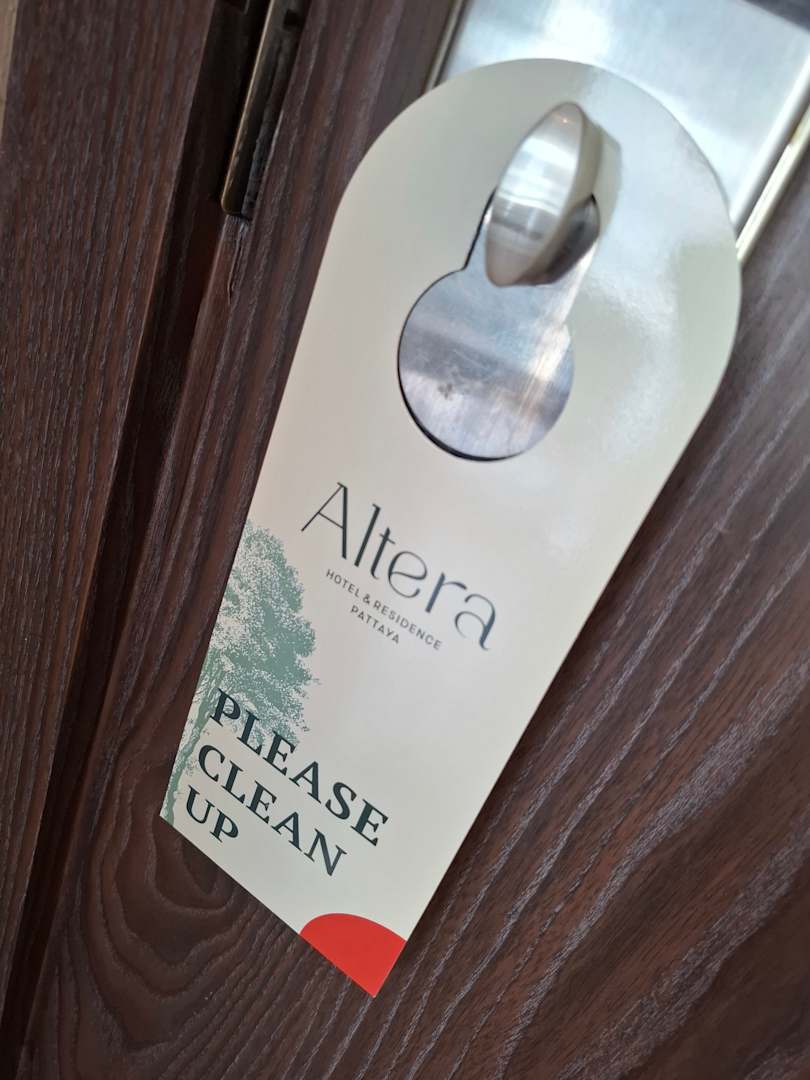 Altera
HOTEL & RESIDENCE
PATTAYA
PLEASE
CLEAN
UP